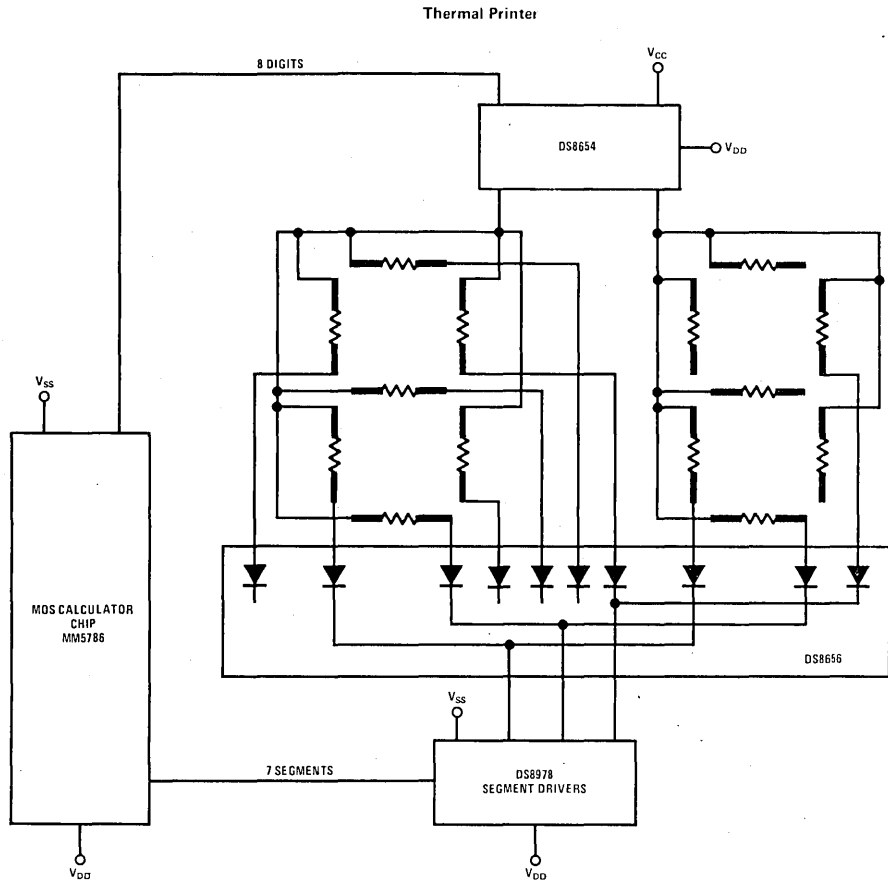 Thermal Printer
8 DIGITS
VCC
DS8654
VDD
VSS
MOS CALCULATOR
CHIP
MM5786
DS8656
VSS
7 SEGMENTS
DS8978
SEGMENT DRIVERS
VDD
VDD